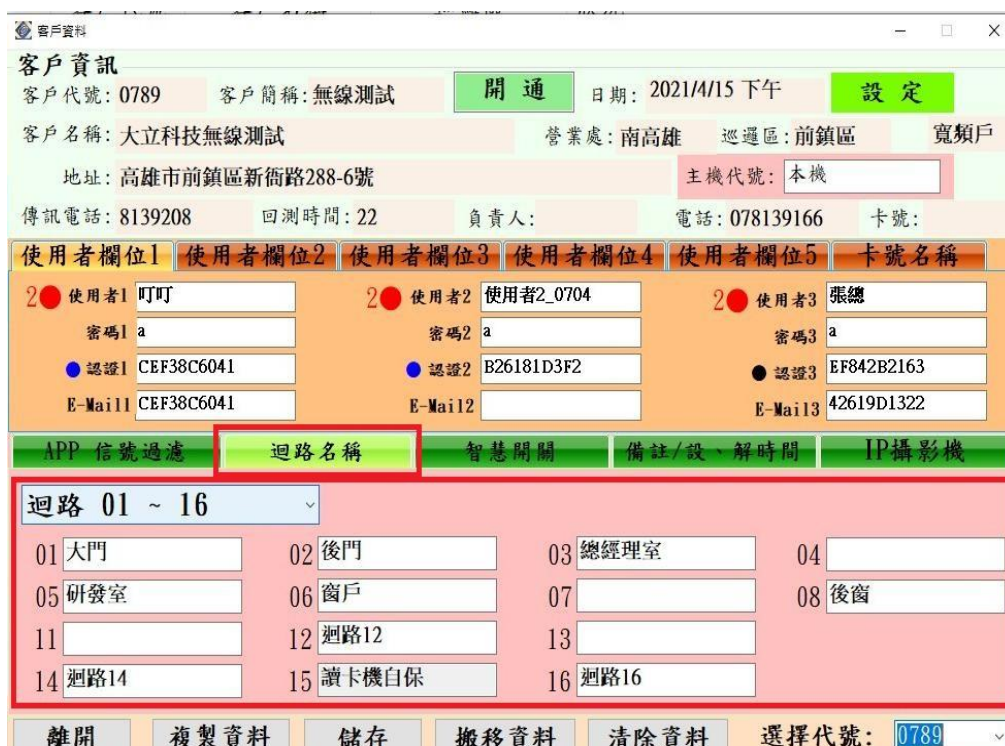 客戶資料
客戶資訊
客戶代號: 0789 客戶簡稱: 無線測試 開 通 日期: 2021/4/15 下午 設 定
客戶名稱: 大立科技無線測試 營業處: 南高雄 巡邏區: 前鎮區 寬頻戶
地址: 高雄市前鎮區新衙路288-6號 主機代號: 本機
傳訊電話: 8139208 回測時間: 22 負責人: 電話: 078139166 卡號:
使用者欄位1 使用者欄位2 使用者欄位3 使用者欄位4 使用者欄位5 卡號名稱
2 使用者1 叮叮 2 使用者2 使用者2_0704 2 使用者3 張總
密碼1 a 密碼2 a 密碼3 a
認證1 CEF38C6041 認證2 B26181D3F2 認證3 EF842B2163
E-Mail1 CEF38C6041 E-Mail2 E-Mail3 42619D1322
APP 信號過濾 迴路名稱 智慧開關 備註/設、解時間 IP攝影機
迴路 01 ~ 16
01 大門 02 後門 03 總經理室 04
05 研發室 06 窗戶 07 08 後窗
11 12 迴路12 13
14 迴路14 15 讀卡機自保 16 迴路16
離開 複製資料 儲存 搬移資料 清除資料 選擇代號: 0789